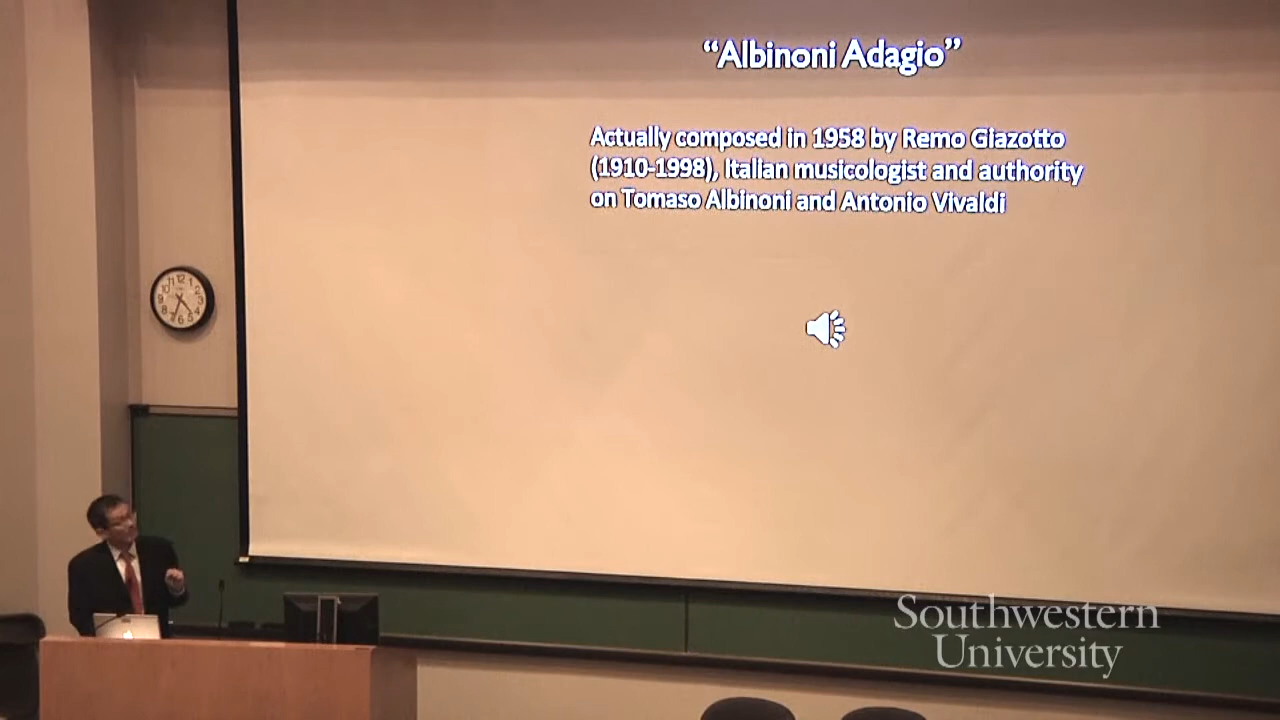 “Albinoni Adagio”
Actually composed in 1958 by Remo Giazotto
(1910-1998), Italian musicologist and authority
on Tomaso Albinoni and Antonio Vivaldi
Southwestern
University